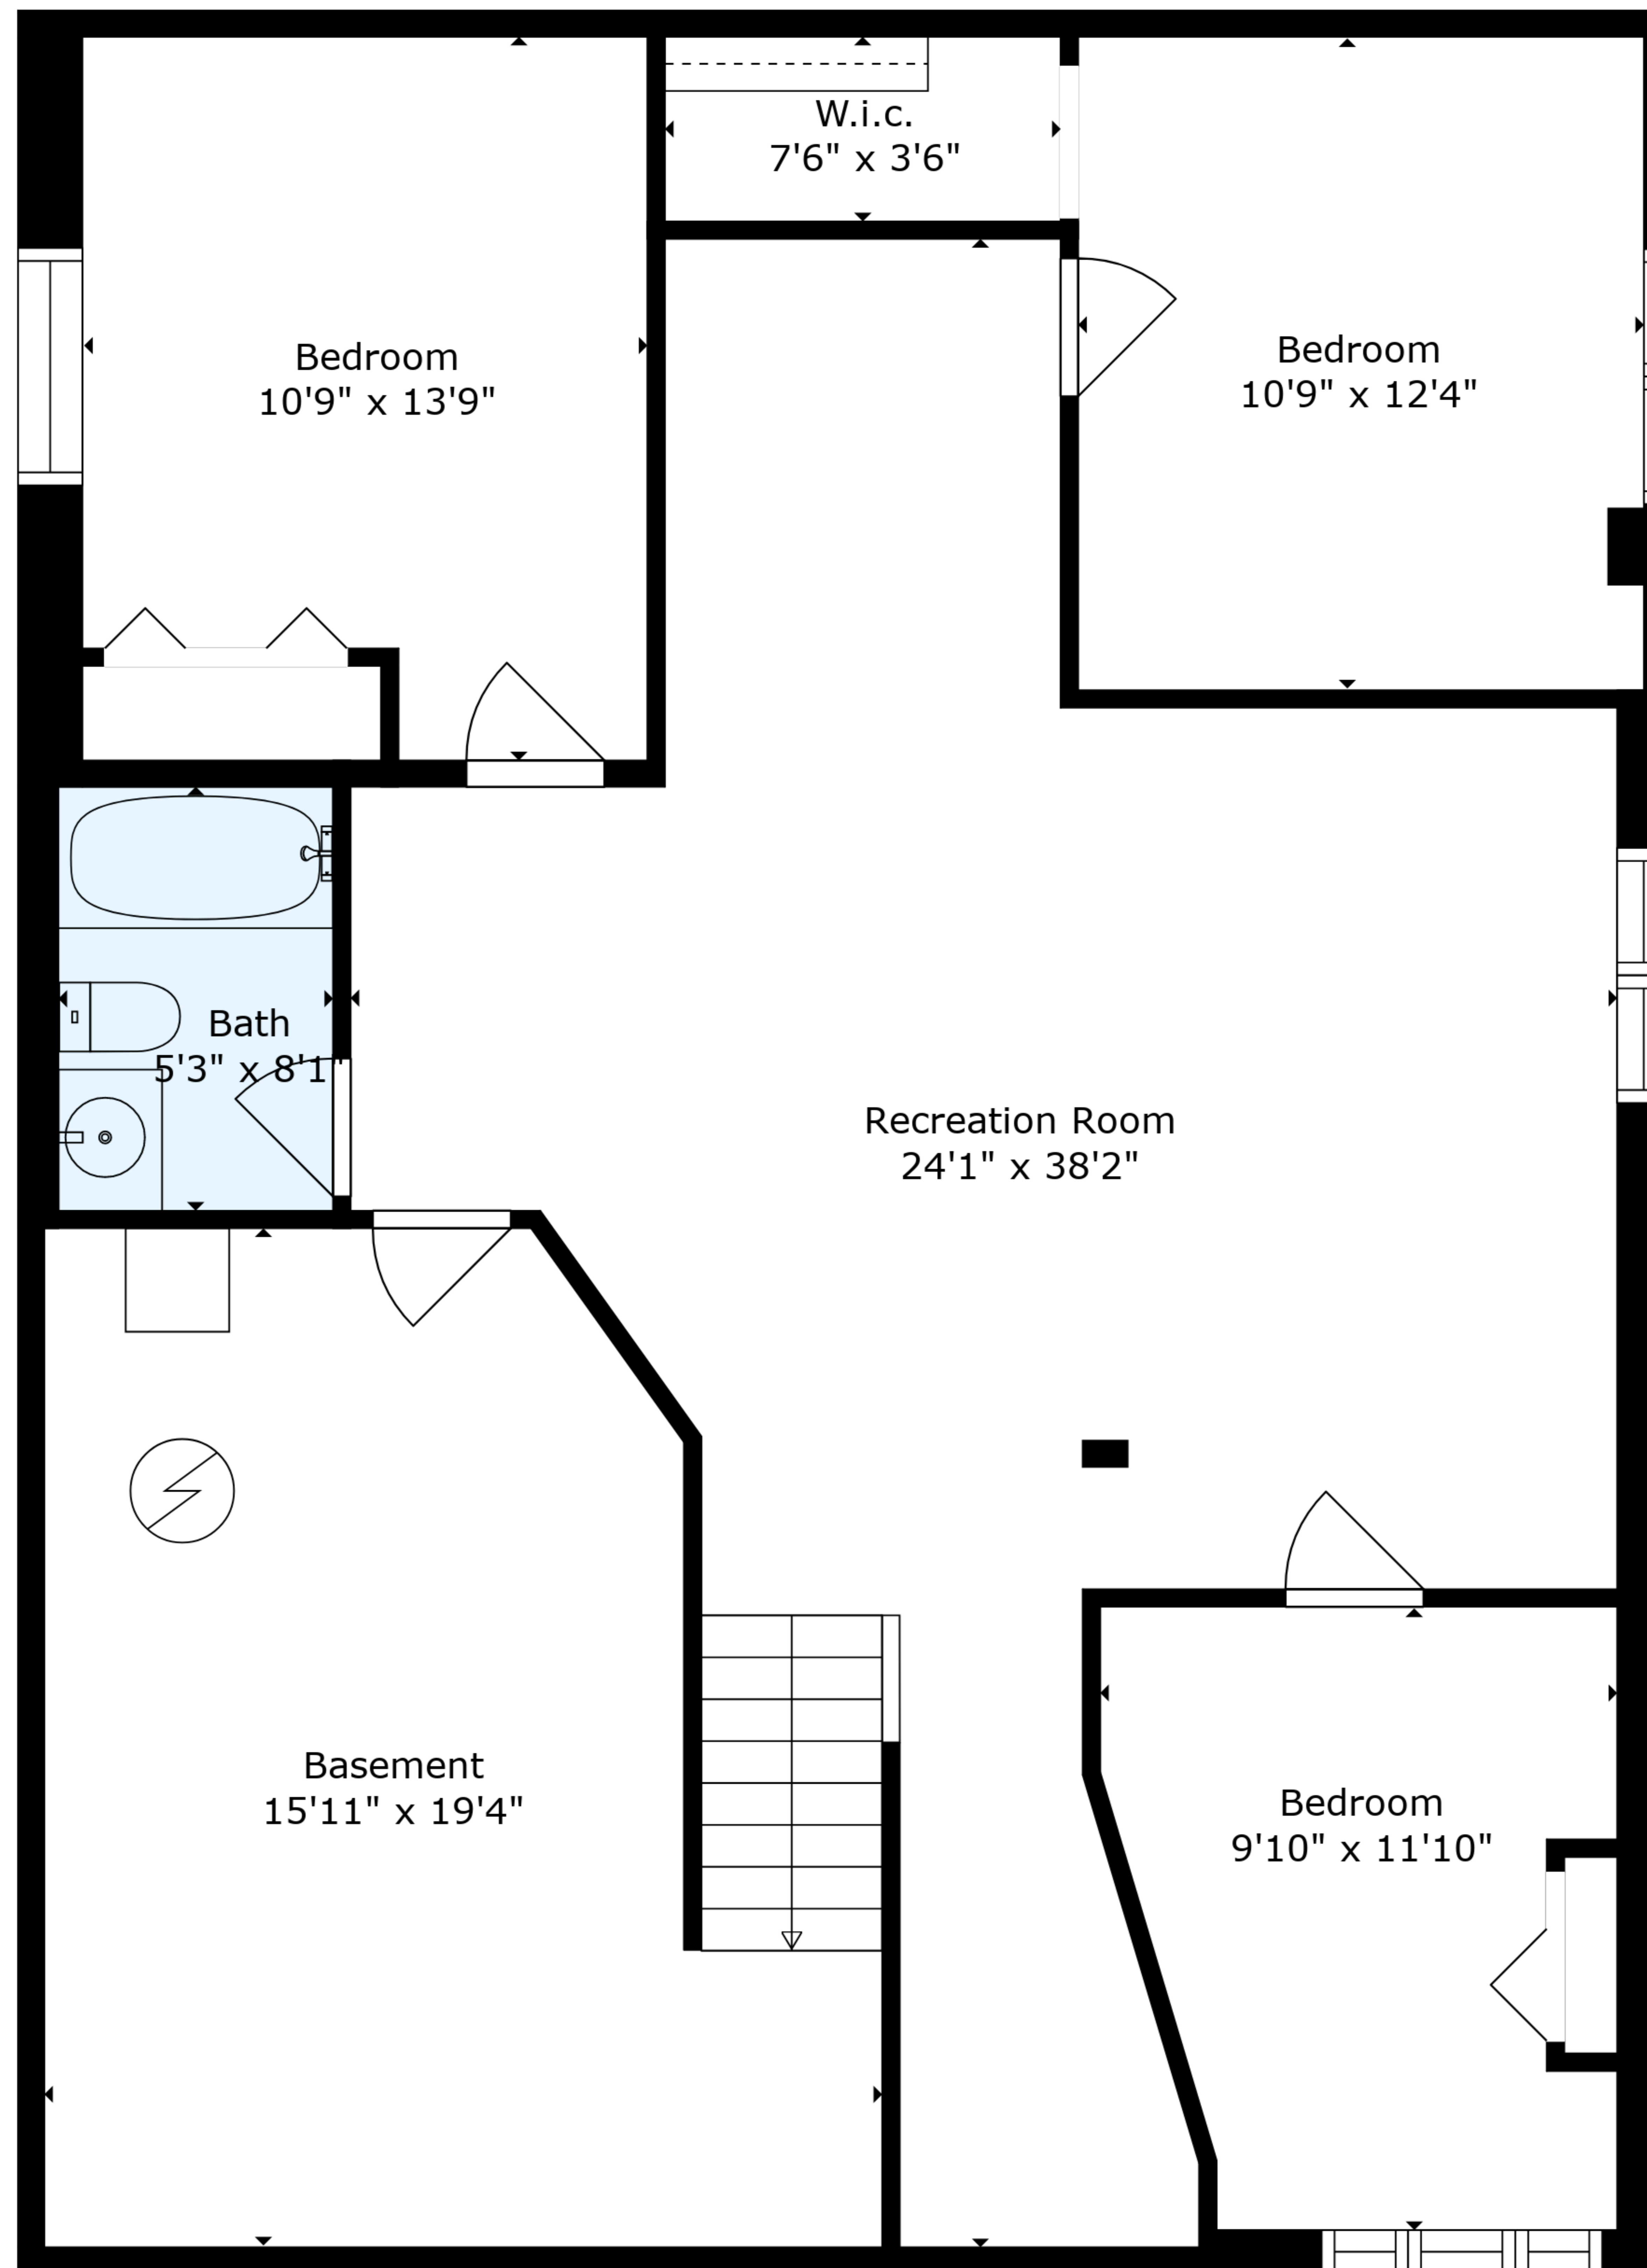 W.i.c.
7'6" x 3'6"
Bedroom
10'9" x 13'9"
Bedroom
10'9" x 12'4"
Bath
5'3" x 8'1"
Recreation Room
24'1" x 38'2"
Basement
15'11" x 19'4"
Bedroom
9'10" x 11'10"